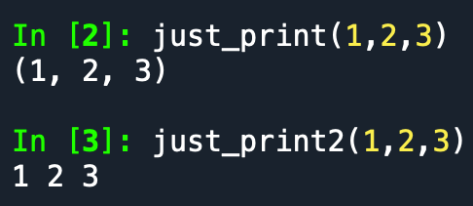 In [2]: just_print(1,2,3)
(1, 2, 3)
In [3]: just_print2(1,2,3)
1 2 3